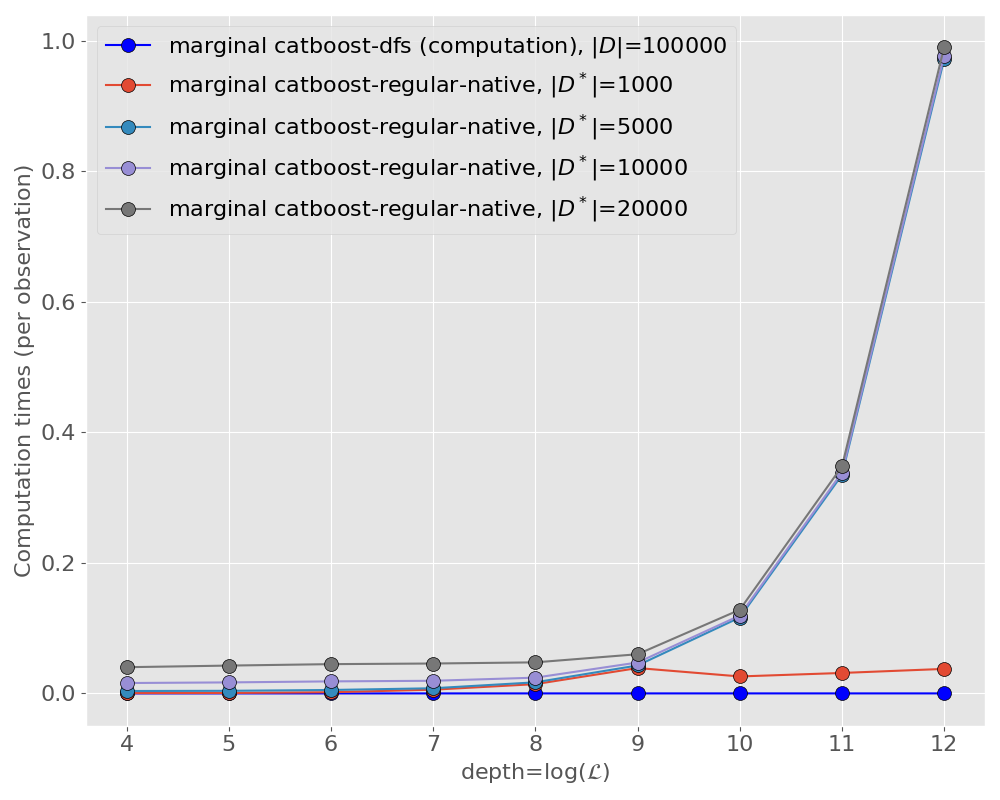 marginal catboost-dfs (computation), |D|=100000
marginal catboost-regular-native, |D*|=1000
marginal catboost-regular-native, |D*|=5000
marginal catboost-regular-native, |D*|=10000
marginal catboost-regular-native, |D*|=20000
Computation times (per observation)
1.0
0.8
0.6
0.4
0.2
0.0
4 5 6 7 8 9 10 11 12
depth=log(ℒ)